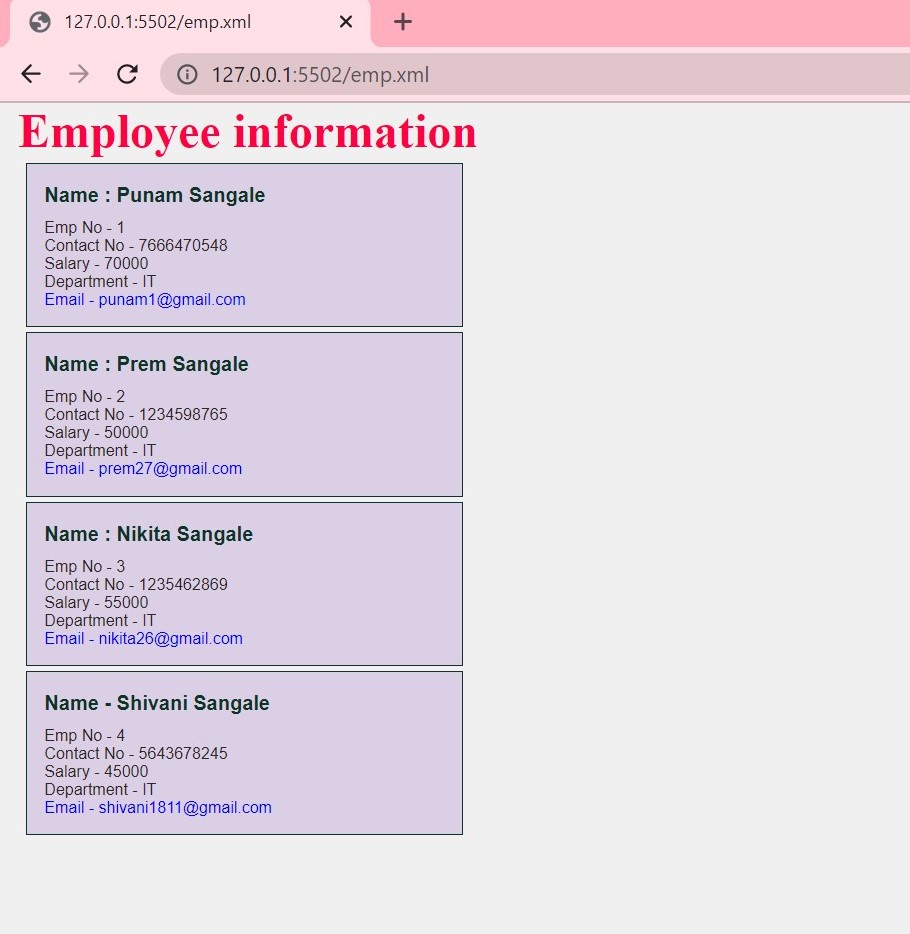 127.0.0.1:5502/emp.xml
127.0.0.1:5502/emp.xml
Employee information
Name : Punam Sangale
Emp No - 1
Contact No - 7666470548
Salary - 70000
Department - IT
Email - punam1@gmail.com
Name : Prem Sangale
Emp No - 2
Contact No - 1234598765
Salary - 50000
Department - IT
Email - prem27@gmail.com
Name : Nikita Sangale
Emp No - 3
Contact No - 1235462869
Salary - 55000
Department - IT
Email - nikita26@gmail.com
Name - Shivani Sangale
Emp No - 4
Contact No - 5643678245
Salary - 45000
Department - IT
Email - shivani1811@gmail.com